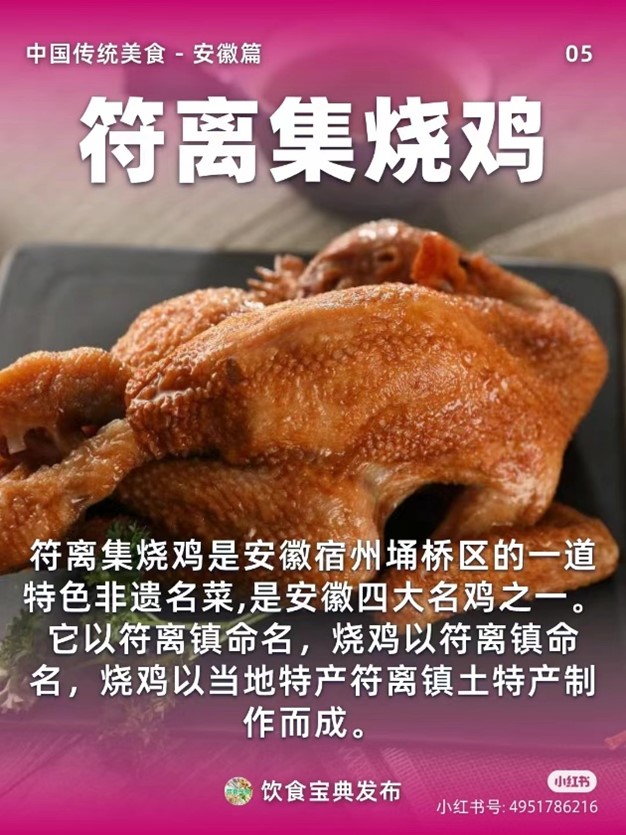 中国传统美食 - 安徽篇
05
符离集烧鸡
符离集烧鸡是安徽宿州埇桥区的一道
特色非遗名菜,是安徽四大名鸡之一。
它以符离镇命名，烧鸡以符离镇命
名，烧鸡以当地特产符离镇土特产制
作而成。
饮食宝典发布
小红书
小红书号: 4951786216